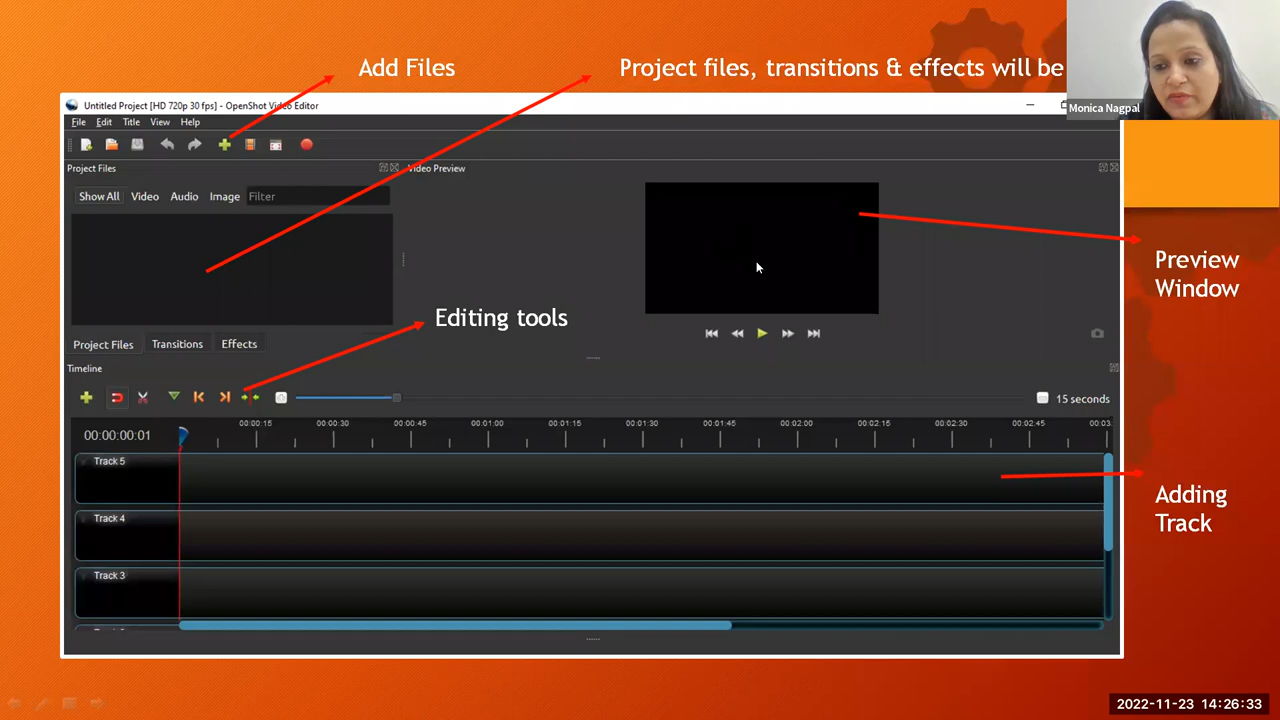 Add Files
Project files, transitions & effects will be
Monica Nagpal
Untitled Project [HD 720p 30 fps] - OpenShot Video Editor
File Edit Title View Help
Project Files
Video Preview
Show All Video Audio Image Filter
Preview
Window
Editing tools
Project Files Transitions Effects
Timeline
15 seconds
00:00:00:01
00:00:15 00:00:30 00:00:45 00:01:00 00:01:15 00:01:30 00:01:45 00:02:00 00:02:15 00:02:30 00:02:45 00:03.
Track 5
Track 4
Track 3
Adding
Track
2022-11-23 14:26:33